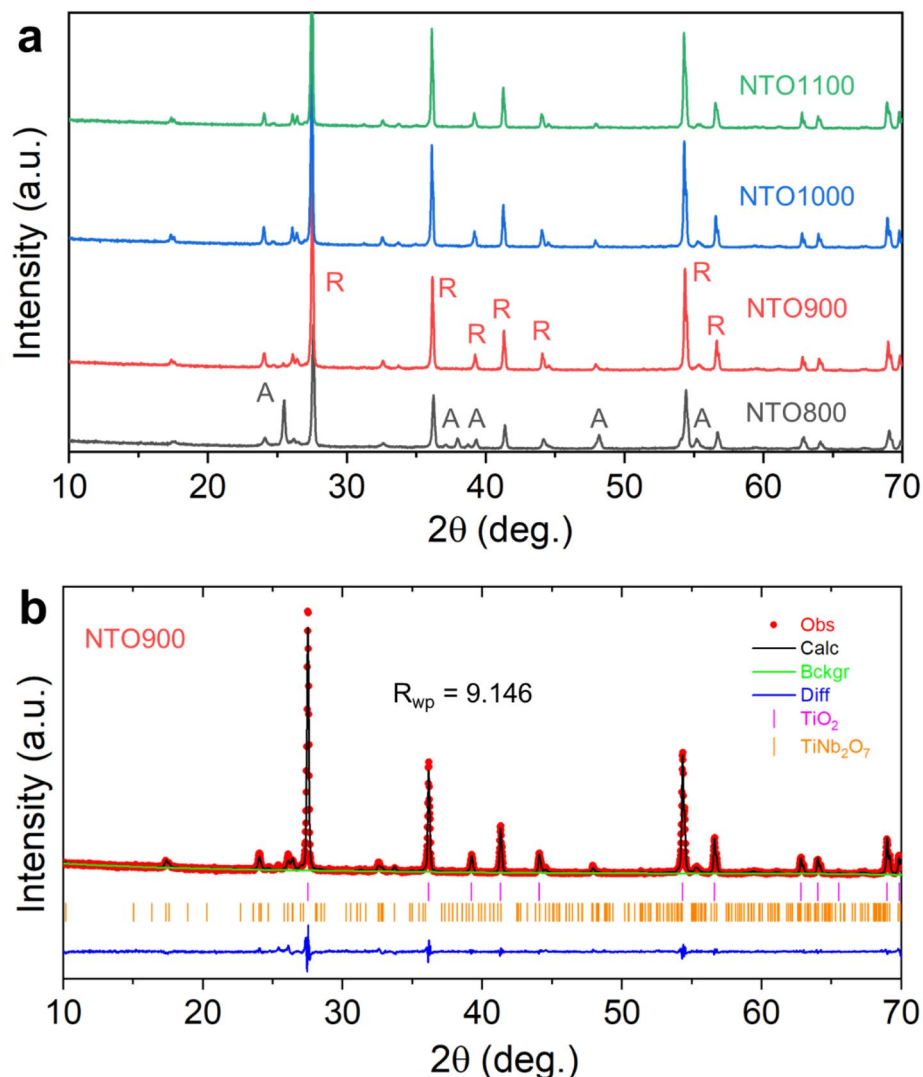 a
Intensity (a.u.)
NTO1100
NTO1000
NTO900
R R R R R R R
NTO800
A A A A A
10 20 30 40 50 60 70
2θ (deg.)
b
Intensity (a.u.)
NTO900
R_wp = 9.146
Obs
Calc
Bckgr
Diff
TiO₂
TiNb₂O₇
10 20 30 40 50 60 70
2θ (deg.)